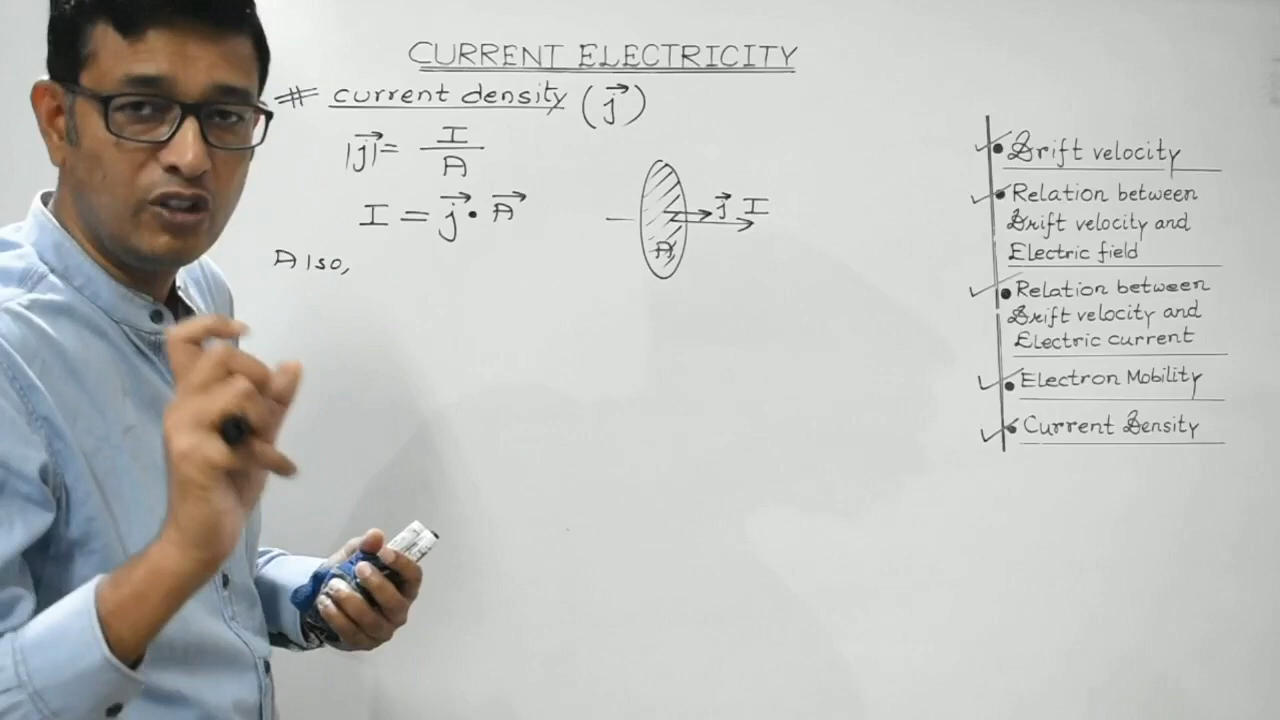 CURRENT ELECTRICITY
# current density (j⃗)
|j⃗| = I/A
I = j⃗ · A⃗
Also,
A
j⃗ I
Drift velocity
Relation between
Drift velocity and
Electric field
Relation between
Drift velocity and
Electric current
Electron Mobility
Current Density